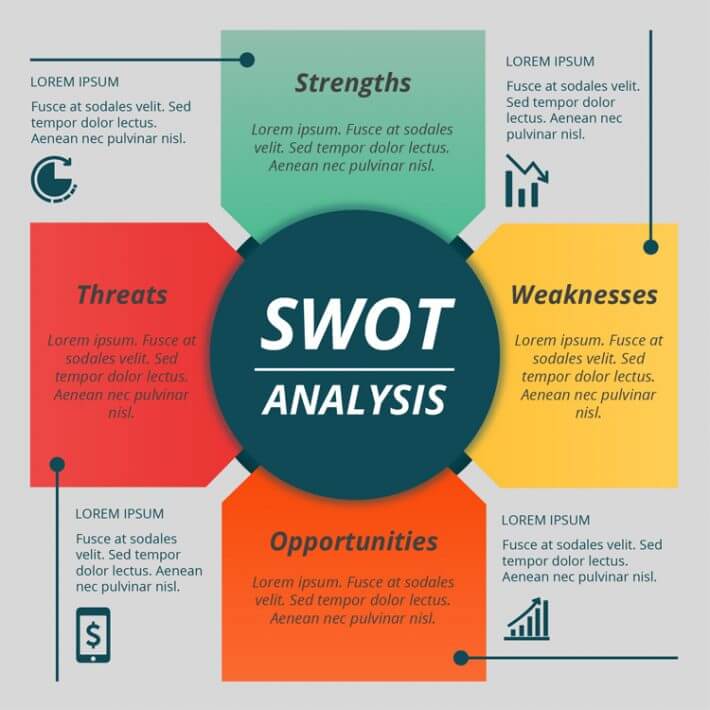 LOREM IPSUM
Fusce at sodales velit. Sed
tempor dolor lectus.
Aenean nec pulvinar nisl.
Strengths
Lorem ipsum. Fusce at sodales
velit. Sed tempor dolor lectus.
Aenean nec pulvinar nisl.
LOREM IPSUM
Fusce at sodales velit.
Sed tempor dolor
lectus. Aenean nec
pulvinar nisl.
Threats
Lorem ipsum. Fusce at
sodales velit. Sed
tempor dolor lectus.
Aenean nec pulvinar
nisl.
SWOT
ANALYSIS
Weaknesses
Lorem ipsum. Fusce at
sodales velit. Sed
tempor dolor lectus.
Aenean nec pulvinar
nisl.
LOREM IPSUM
Fusce at sodales
velit. Sed tempor
dolor lectus. Aenean
nec pulvinar nisl.
$
Opportunities
Lorem ipsum. Fusce at sodales
velit. Sed tempor dolor lectus.
Aenean nec pulvinar nisl.
LOREM IPSUM
Fusce at sodales velit. Sed
tempor dolor lectus.
Aenean nec pulvinar nisl.